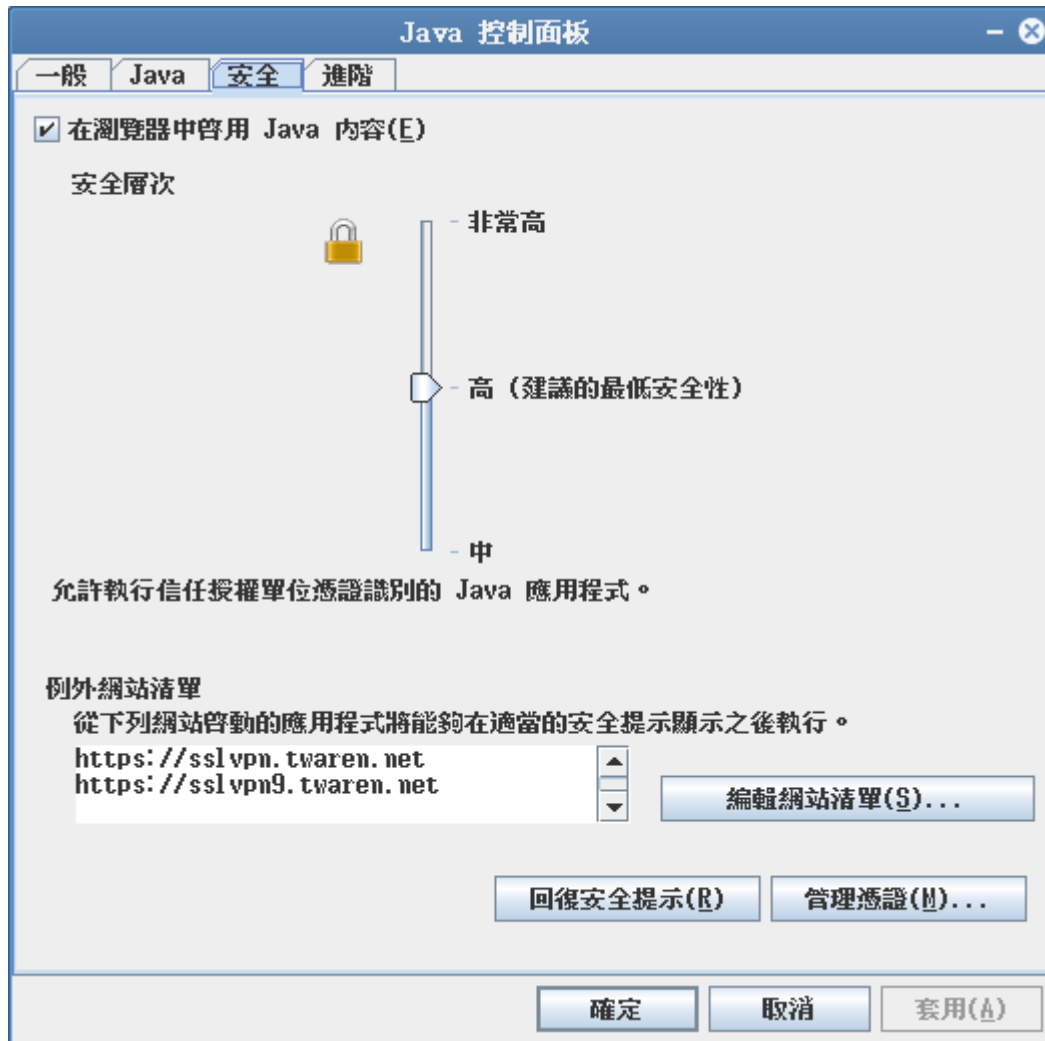 Java 控制面板
一般 Java 安全 進階
在瀏覽器中啓用 Java 內容(E)
安全層次
非常高
高 (建議的最低安全性)
中
允許執行信任授權單位憑證識別的 Java 應用程式。
例外網站清單
從下列網站啓動的應用程式將能夠在適當的安全提示顯示之後執行。
https://sslvpn.twaren.net
https://sslvpn9.twaren.net
編輯網站清單(S)...
回復安全提示(R) 管理憑證(M)...
確定 取消 套用(A)